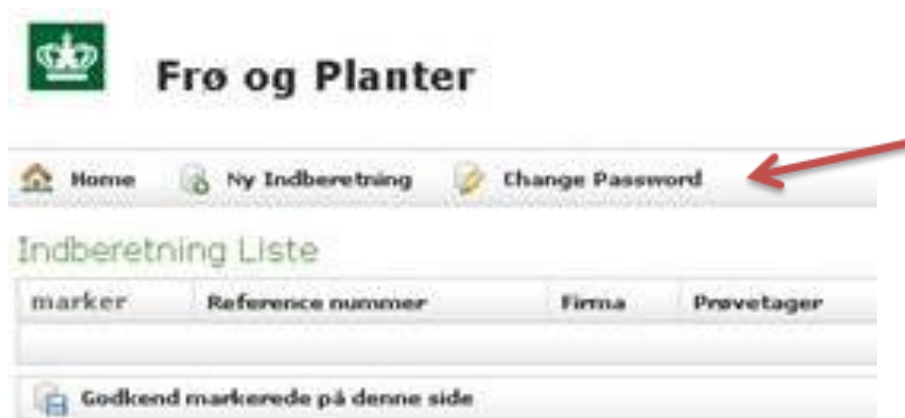 Frø og Planter
Home Ny Indberetning Change Password
Indberetning Liste
marker Reference nummer Firma Prøvetager
Godkend markerede på denne side